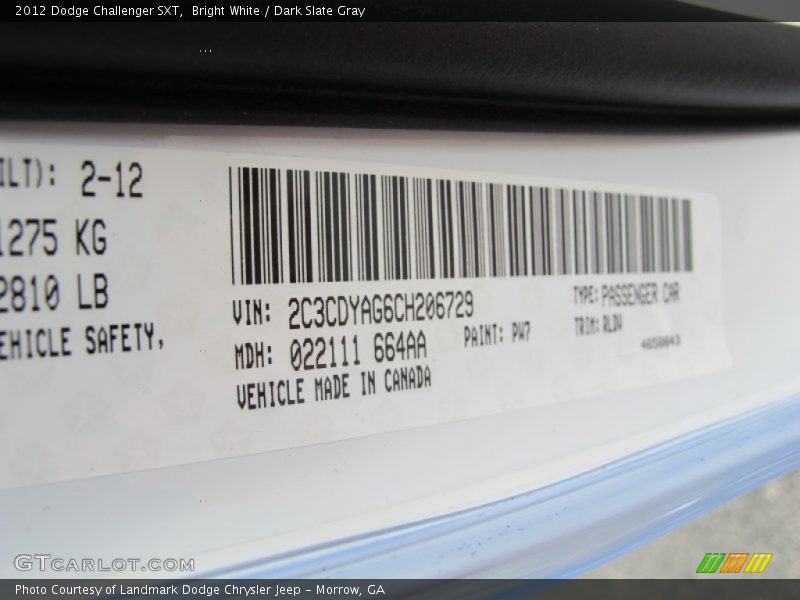 2012 Dodge Challenger SXT,  Bright White / Dark Slate Gray
ILT): 2-12
1275 KG
2810 LB
EHICLE SAFETY,
VIN: 2C3CDYAG6CH206729
TYPE: PASSENGER CAR
MDH: 022111 664AA
PAINT: PW7
TRIM:
VEHICLE MADE IN CANADA
GTCARLOT.COM
Photo Courtesy of Landmark Dodge Chrysler Jeep - Morrow, GA